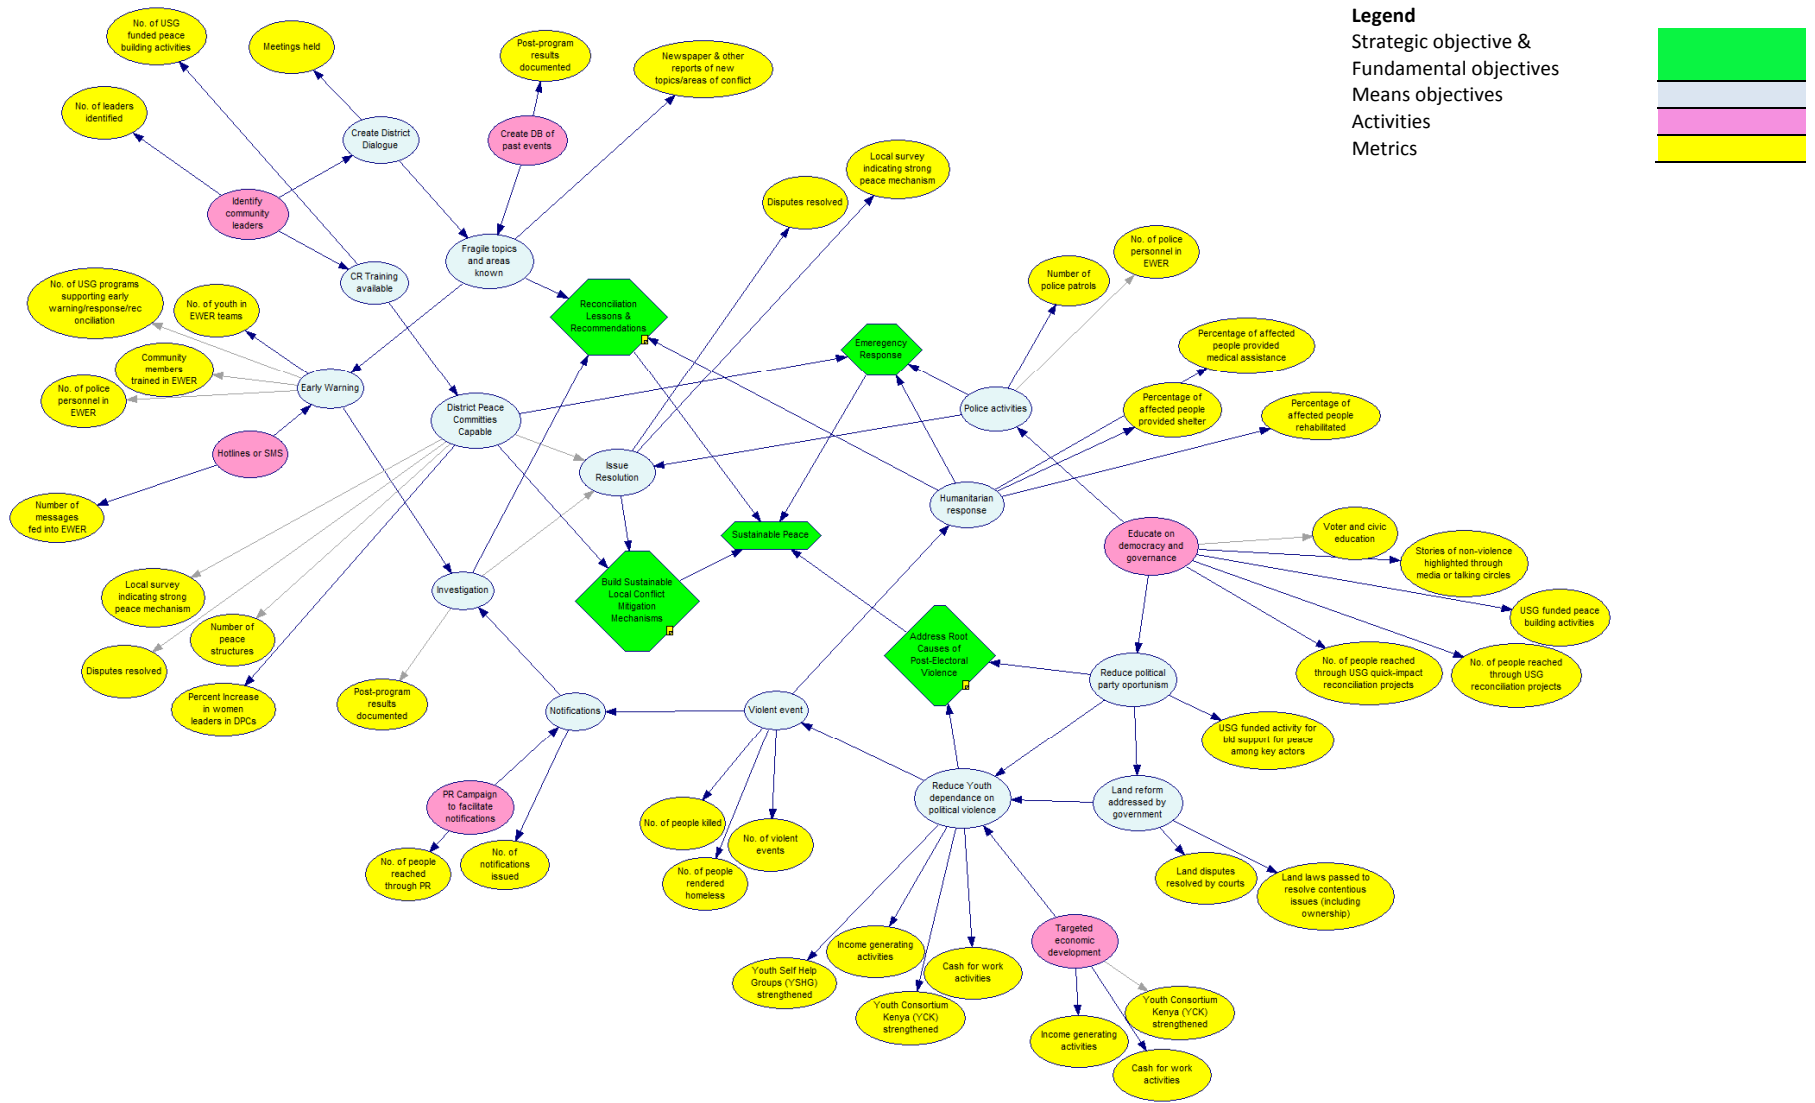 Legend
Strategic objective &
Fundamental objectives
Means objectives
Activities
Metrics
No. of USG
funded peace
building activities
Meetings held
Post-program
results
documented
Newspaper & other
reports of new
topics/areas of conflict
No. of leaders
identified
Create District
Dialogue
Create DB of
past events
Local survey
indicating strong
peace mechanism
Disputes resolved
Identify
community
leaders
Fragile topics
and areas
known
No. of police
personnel in
EWER
CR Training
available
Number of
police patrols
No. of USG programs
supporting early
warning/response/rec
onciliation
No. of youth in
EWER teams
Reconciliation
Lessons &
Recommendations
Emeregency
Response
Percentage of affected
people provided
medical assistance
Community
members
trained in EWER
Early Warning
No. of police
personnel in
EWER
District Peace
Committies
Capable
Police activities
Percentage of
affected people
provided shelter
Percentage of
affected people
rehabilitated
Hotlines or SMS
Issue
Resolution
Humanitarian
response
Number of
messages
fed into EWER
Sustainable Peace
Educate on
democracy and
governance
Voter and civic
education
Stories of non-violence
highlighted through
media or talking circles
Local survey
indicating strong
peace mechanism
Investigation
Build Sustainable
Local Conflict
Mitigation
Mechanisms
USG funded peace
building activities
Number of
peace
structures
Address Root
Causes of
Post-Electoral
Violence
Disputes resolved
Reduce political
party oportunism
No. of people reached
through USG quick-impact
reconciliation projects
No. of people reached
through USG
reconciliation projects
Percent Increase
in women
leaders in DPCs
Post-program
results
documented
Notifications
Violent event
USG funded activity for
bld support for peace
among key actors
PR Campaign
to facilitate
notifications
Reduce Youth
dependance on
political violence
Land reform
addressed by
government
No. of people killed
No. of violent
events
No. of people
reached
through PR
No. of
notifications
issued
No. of people
rendered
homeless
Land disputes
resolved by courts
Land laws passed to
resolve contentious
issues (including
ownership)
Targeted
economic
development
Income generating
activities
Cash for work
activities
Youth Self Help
Groups (YSHG)
strengthened
Youth Consortium
Kenya (YCK)
strengthened
Youth Consortium
Kenya (YCK)
strengthened
Income generating
activities
Cash for work
activities